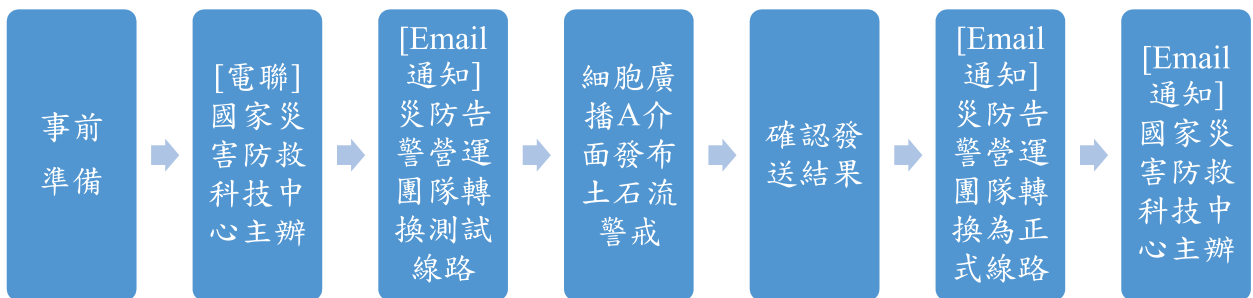 事前
準備
[電聯]
國家災
害防救
科技中
心主辦
[Email
通知]
災防告
警營運
團隊轉
換測試
線路
細胞廣
播A介
面發布
土石流
警戒
確認發
送結果
[Email
通知]
災防告
警營運
團隊轉
換為正
式線路
[Email
通知]
國家災
害防救
科技中
心主辦